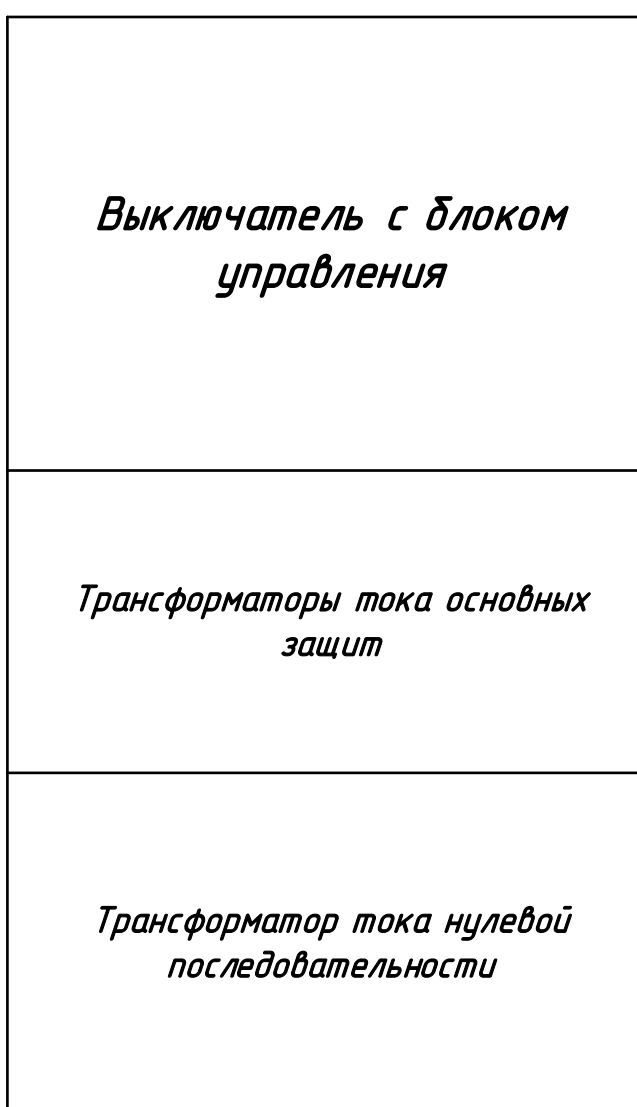 Выключатель с блоком
управления
Трансформаторы тока основных
защит
Трансформатор тока нулевой
последовательности